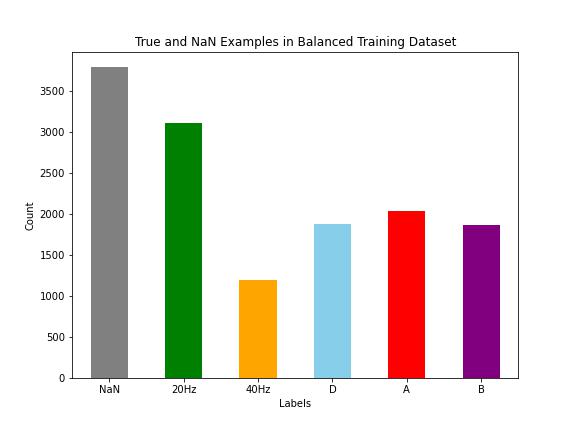 True and NaN Examples in Balanced Training Dataset
Count
3500
3000
2500
2000
1500
1000
500
0
NaN 20Hz 40Hz D A B
Labels